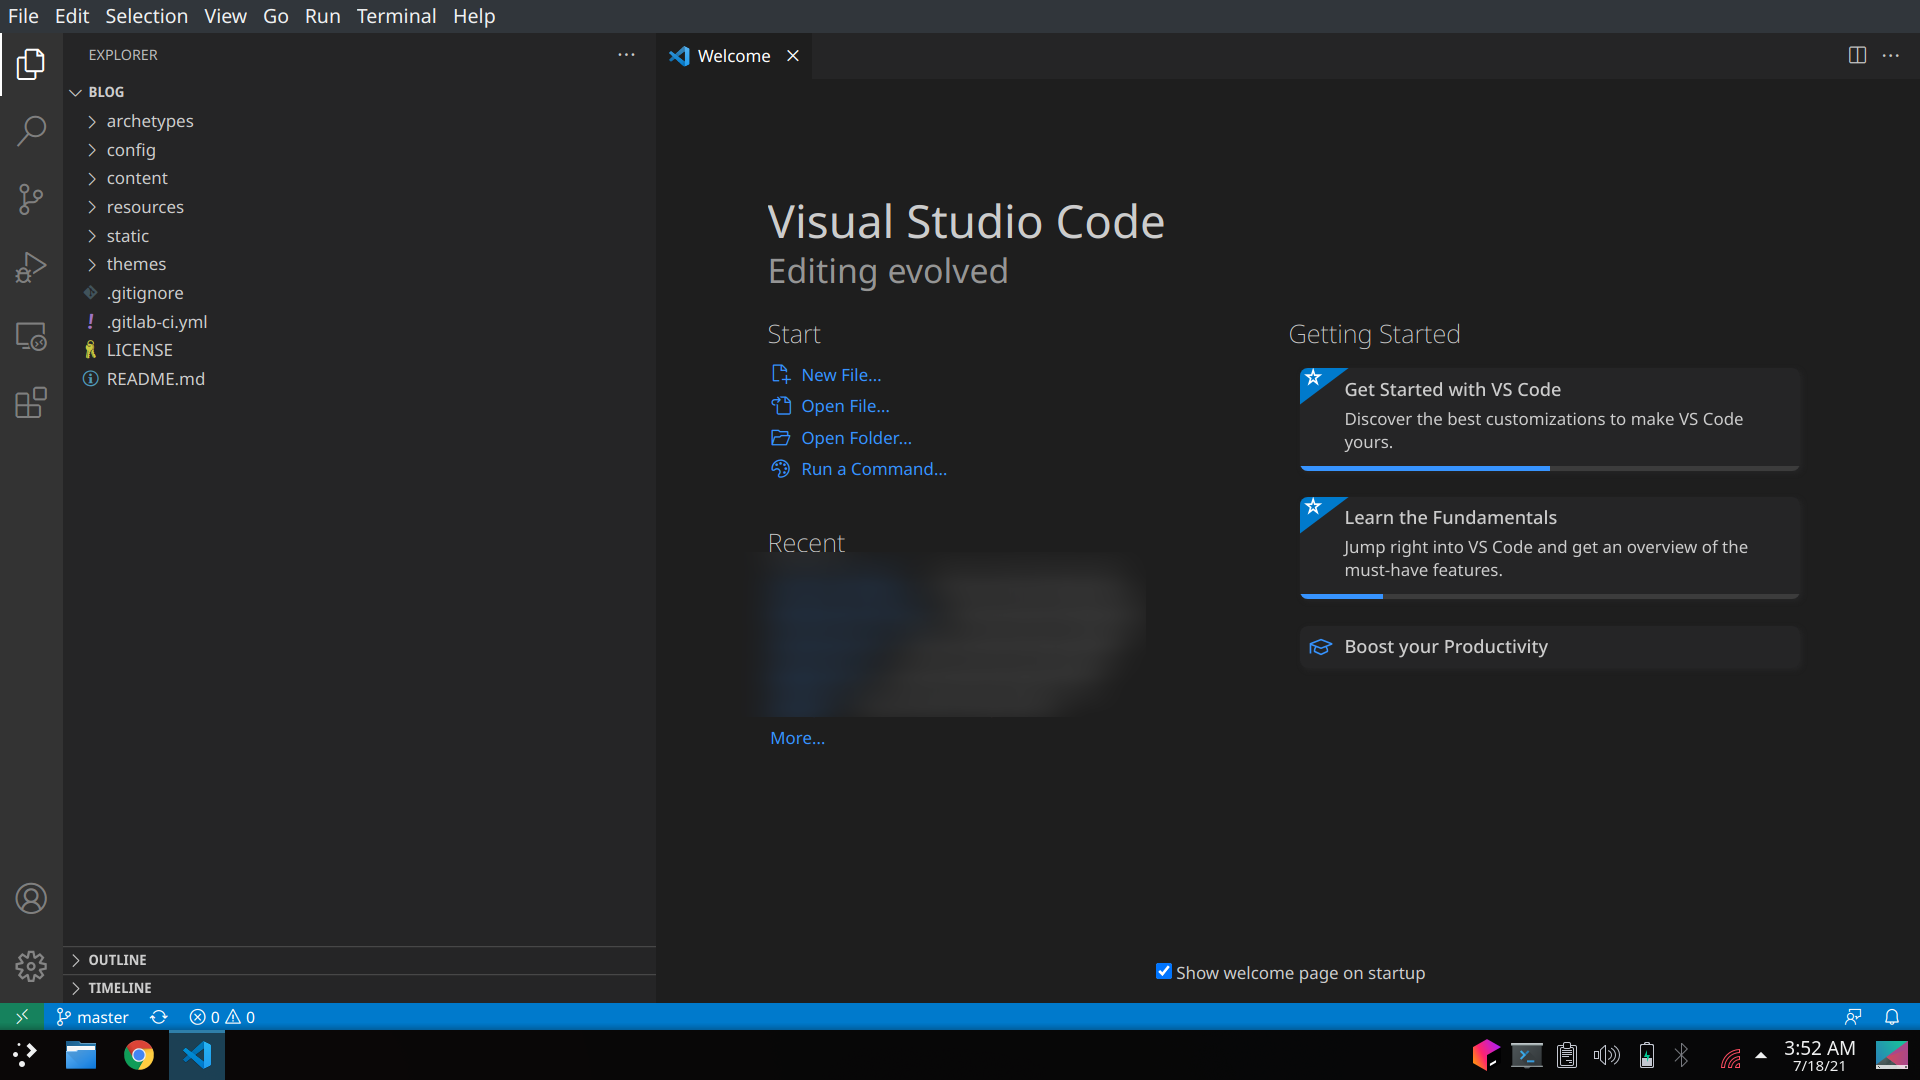 File Edit Selection View Go Run Terminal Help
EXPLORER
Welcome
BLOG
archetypes
config
content
resources
static
themes
.gitignore
.gitlab-ci.yml
LICENSE
README.md
OUTLINE
TIMELINE
Visual Studio Code
Editing evolved
Start
New File...
Open File...
Open Folder...
Run a Command...
Recent
More...
Getting Started
Get Started with VS Code
Discover the best customizations to make VS Code
yours.
Learn the Fundamentals
Jump right into VS Code and get an overview of the
must-have features.
Boost your Productivity
Show welcome page on startup
master 0 0
3:52 AM
7/18/21